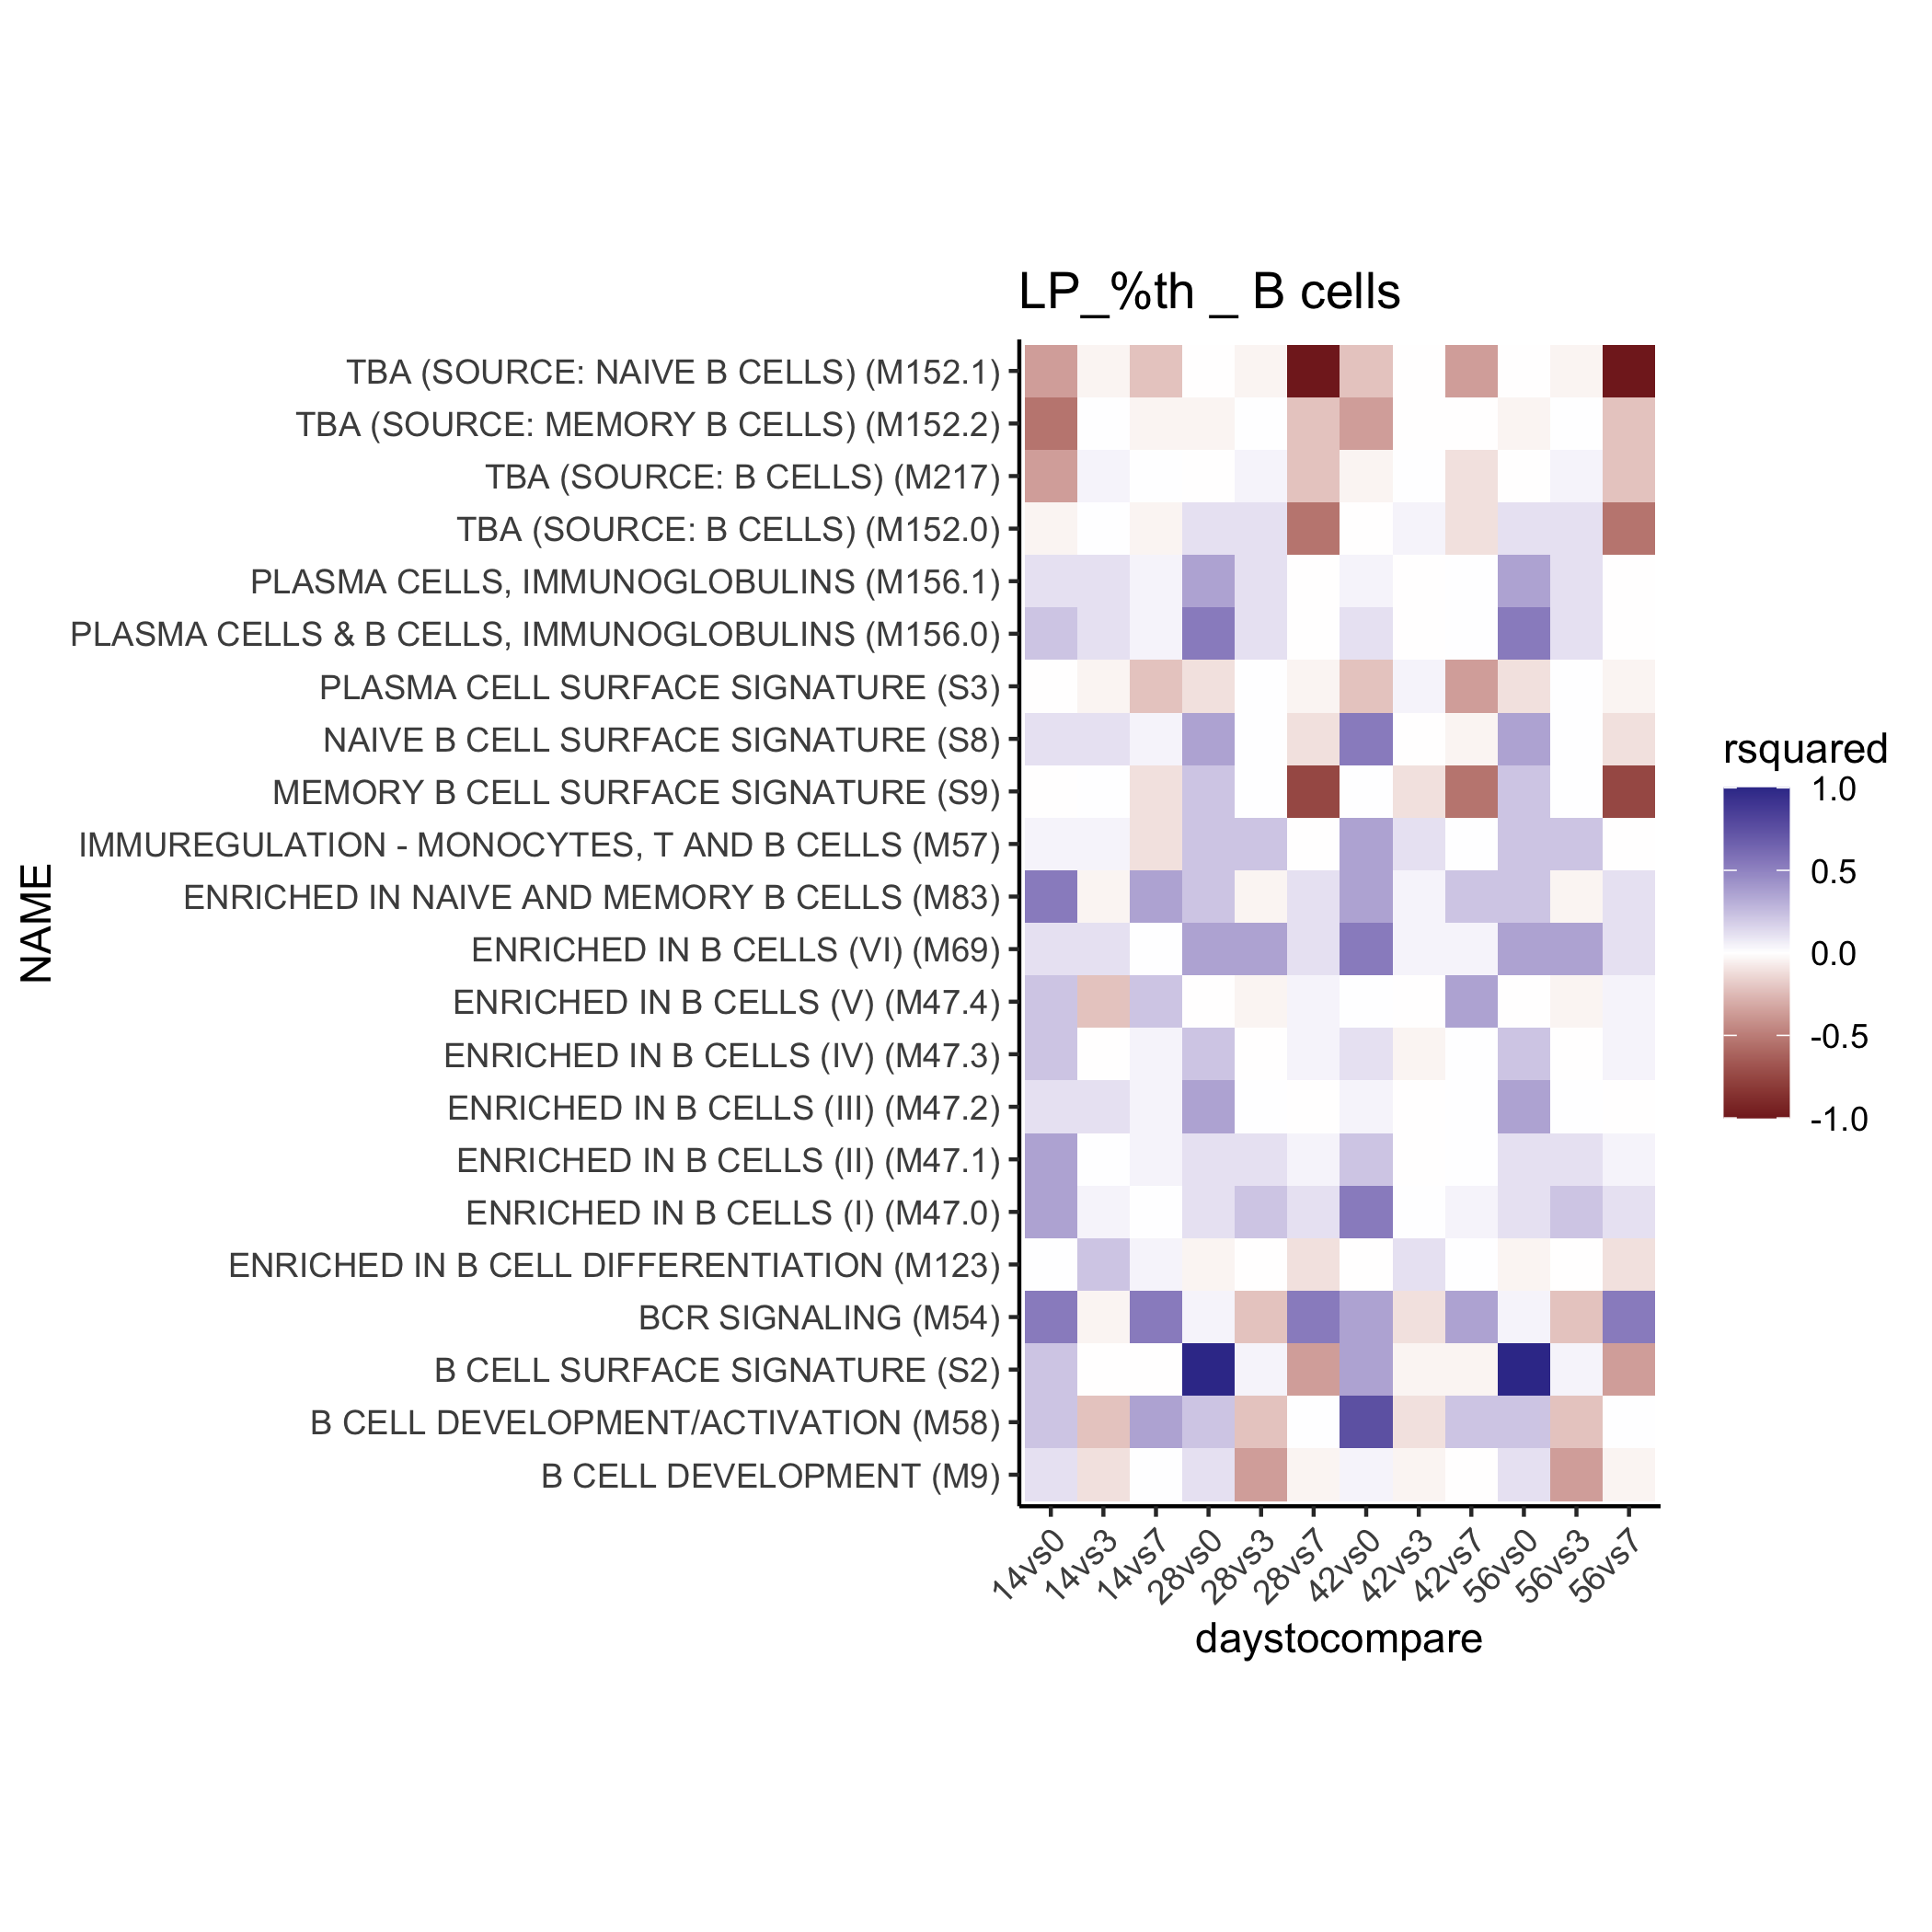 LP_%th _ B cells
TBA (SOURCE: NAIVE B CELLS) (M152.1)
TBA (SOURCE: MEMORY B CELLS) (M152.2)
TBA (SOURCE: B CELLS) (M217)
TBA (SOURCE: B CELLS) (M152.0)
PLASMA CELLS, IMMUNOGLOBULINS (M156.1)
PLASMA CELLS & B CELLS, IMMUNOGLOBULINS (M156.0)
PLASMA CELL SURFACE SIGNATURE (S3)
NAIVE B CELL SURFACE SIGNATURE (S8)
MEMORY B CELL SURFACE SIGNATURE (S9)
IMMUREGULATION - MONOCYTES, T AND B CELLS (M57)
ENRICHED IN NAIVE AND MEMORY B CELLS (M83)
ENRICHED IN B CELLS (VI) (M69)
ENRICHED IN B CELLS (V) (M47.4)
ENRICHED IN B CELLS (IV) (M47.3)
ENRICHED IN B CELLS (III) (M47.2)
ENRICHED IN B CELLS (II) (M47.1)
ENRICHED IN B CELLS (I) (M47.0)
ENRICHED IN B CELL DIFFERENTIATION (M123)
BCR SIGNALING (M54)
B CELL SURFACE SIGNATURE (S2)
B CELL DEVELOPMENT/ACTIVATION (M58)
B CELL DEVELOPMENT (M9)
NAME
14vs0
14vs3
14vs7
28vs0
28vs3
28vs7
42vs0
42vs3
42vs7
56vs0
56vs3
56vs7
daystocompare
rsquared
1.0
0.5
0.0
-0.5
-1.0